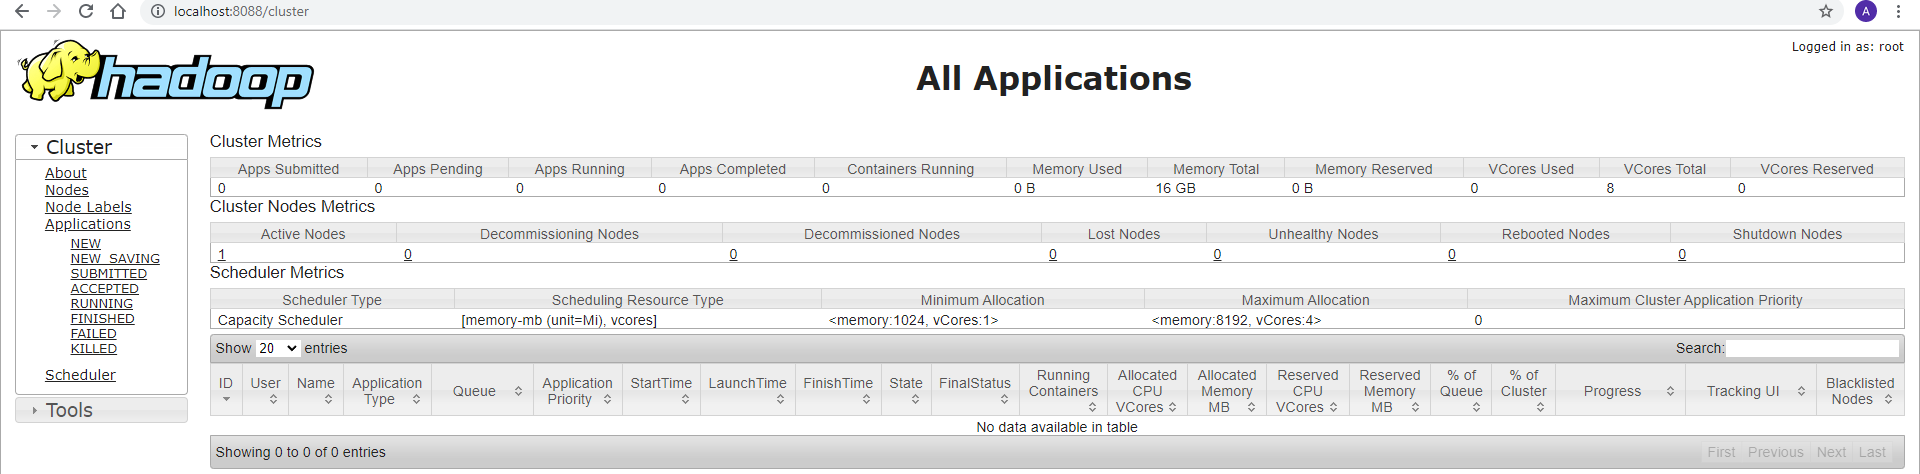 localhost:8088/cluster
A
hadoop
Logged in as: root
All Applications
Cluster
About
Nodes
Node Labels
Applications
NEW
NEW_SAVING
SUBMITTED
ACCEPTED
RUNNING
FINISHED
FAILED
KILLED
Scheduler
Tools
Cluster Metrics
Apps Submitted Apps Pending Apps Running Apps Completed Containers Running Memory Used Memory Total Memory Reserved VCores Used VCores Total VCores Reserved
0 0 0 0 0 0 B 16 GB 0 B 0 8 0
Cluster Nodes Metrics
Active Nodes Decommissioning Nodes Decommissioned Nodes Lost Nodes Unhealthy Nodes Rebooted Nodes Shutdown Nodes
1 0 0 0 0 0 0
Scheduler Metrics
Scheduler Type Scheduling Resource Type Minimum Allocation Maximum Allocation Maximum Cluster Application Priority
Capacity Scheduler [memory-mb (unit=Mi), vcores] <memory:1024, vCores:1> <memory:8192, vCores:4> 0
Show 20 entries Search:
ID User Name Application Type Queue Application Priority StartTime LaunchTime FinishTime State FinalStatus Running Containers Allocated CPU VCores Allocated Memory MB Reserved CPU VCores Reserved Memory MB % of Queue % of Cluster Progress Tracking UI Blacklisted Nodes
No data available in table
Showing 0 to 0 of 0 entries First Previous Next Last